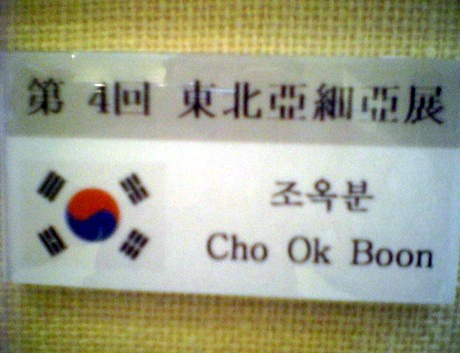 第 4回 東北亞細亞展
조옥분
Cho Ok Boon